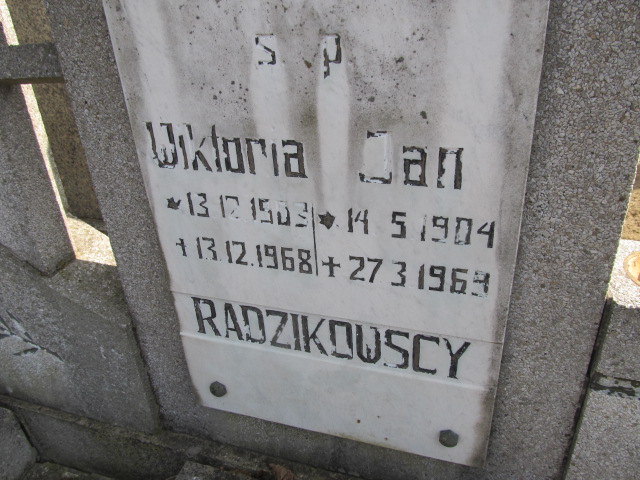 s p
Wiktoria Jan
* 13 12 1903 * 14 5 1904
+ 13.12.1968 + 27 3 1969
RADZIKOWSCY